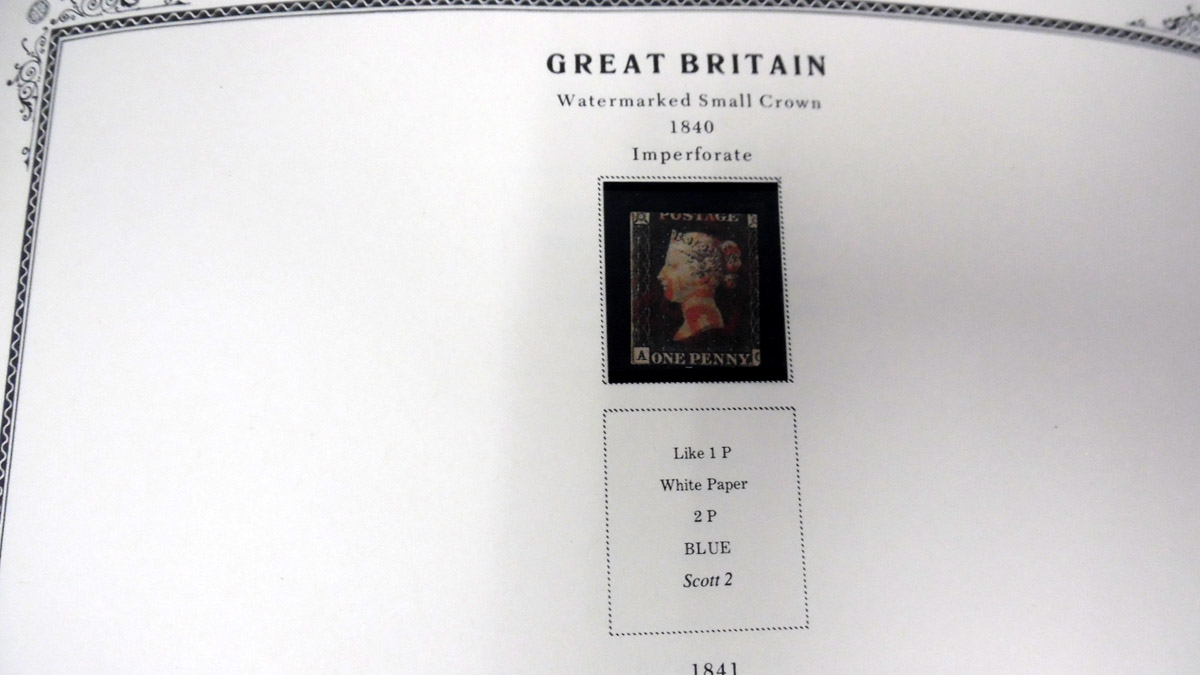 GREAT BRITAIN
Watermarked Small Crown
1840
Imperforate
POSTAGE
A ONE PENNY
Like 1 P
White Paper
2 P
BLUE
Scott 2
1841